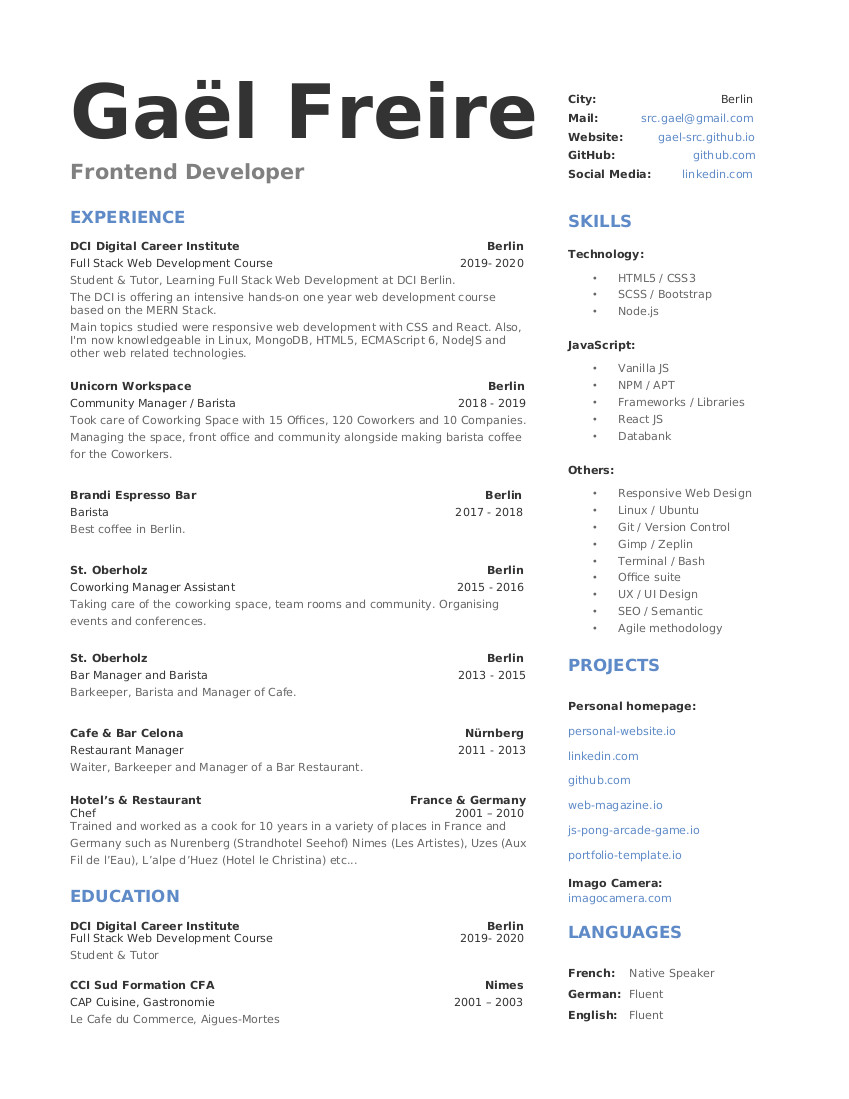 Gaël Freire
Frontend Developer
City: Berlin
Mail: src.gael@gmail.com
Website: gael-src.github.io
GitHub: github.com
Social Media: linkedin.com
EXPERIENCE
DCI Digital Career Institute Berlin
Full Stack Web Development Course 2019- 2020
Student & Tutor, Learning Full Stack Web Development at DCI Berlin.
The DCI is offering an intensive hands-on one year web development course
based on the MERN Stack.
Main topics studied were responsive web development with CSS and React. Also,
I'm now knowledgeable in Linux, MongoDB, HTML5, ECMAScript 6, NodeJS and
other web related technologies.
Unicorn Workspace Berlin
Community Manager / Barista 2018 - 2019
Took care of Coworking Space with 15 Offices, 120 Coworkers and 10 Companies.
Managing the space, front office and community alongside making barista coffee
for the Coworkers.
Brandi Espresso Bar Berlin
Barista 2017 - 2018
Best coffee in Berlin.
St. Oberholz Berlin
Coworking Manager Assistant 2015 - 2016
Taking care of the coworking space, team rooms and community. Organising
events and conferences.
St. Oberholz Berlin
Bar Manager and Barista 2013 - 2015
Barkeeper, Barista and Manager of Cafe.
Cafe & Bar Celona Nürnberg
Restaurant Manager 2011 - 2013
Waiter, Barkeeper and Manager of a Bar Restaurant.
Hotel’s & Restaurant France & Germany
Chef 2001 – 2010
Trained and worked as a cook for 10 years in a variety of places in France and
Germany such as Nurenberg (Strandhotel Seehof) Nimes (Les Artistes), Uzes (Aux
Fil de l’Eau), L’alpe d’Huez (Hotel le Christina) etc...
EDUCATION
DCI Digital Career Institute Berlin
Full Stack Web Development Course 2019- 2020
Student & Tutor
CCI Sud Formation CFA Nimes
CAP Cuisine, Gastronomie 2001 – 2003
Le Cafe du Commerce, Aigues-Mortes
SKILLS
Technology:
• HTML5 / CSS3
• SCSS / Bootstrap
• Node.js
JavaScript:
• Vanilla JS
• NPM / APT
• Frameworks / Libraries
• React JS
• Databank
Others:
• Responsive Web Design
• Linux / Ubuntu
• Git / Version Control
• Gimp / Zeplin
• Terminal / Bash
• Office suite
• UX / UI Design
• SEO / Semantic
• Agile methodology
PROJECTS
Personal homepage:
personal-website.io
linkedin.com
github.com
web-magazine.io
js-pong-arcade-game.io
portfolio-template.io
Imago Camera:
imagocamera.com
LANGUAGES
French: Native Speaker
German: Fluent
English: Fluent